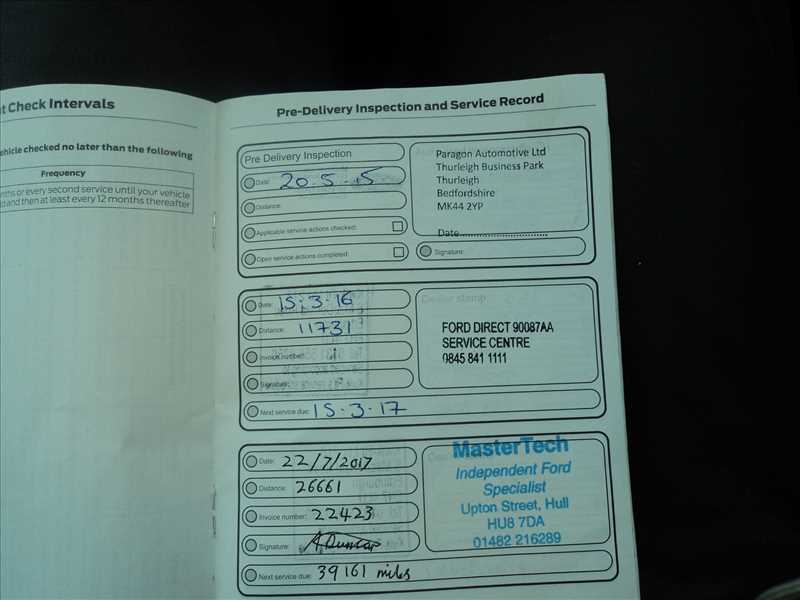 t Check Intervals
ehicle checked no later than the following
Frequency
nths or every second service until your vehicle
d and then at least every 12 months thereafter
Pre-Delivery Inspection and Service Record
Pre Delivery Inspection
Date: 20.5.15
Distance:
Applicable service actions checked:
Open service actions completed:
Paragon Automotive Ltd
Thurleigh Business Park
Thurleigh
Bedfordshire
MK44 2YP
Date..............................
Signature:
Date: 15.3.16
Distance: 11731
Invoice number:
Signature:
Next service due: 15.3.17
Dealer stamp
FORD DIRECT 90087AA
SERVICE CENTRE
0845 841 1111
Date: 22/7/2017
Distance: 26661
Invoice number: 22423
Signature: A Dunlop
Next service due: 39161 miles
MasterTech
Independent Ford
Specialist
Upton Street, Hull
HU8 7DA
01482 216289